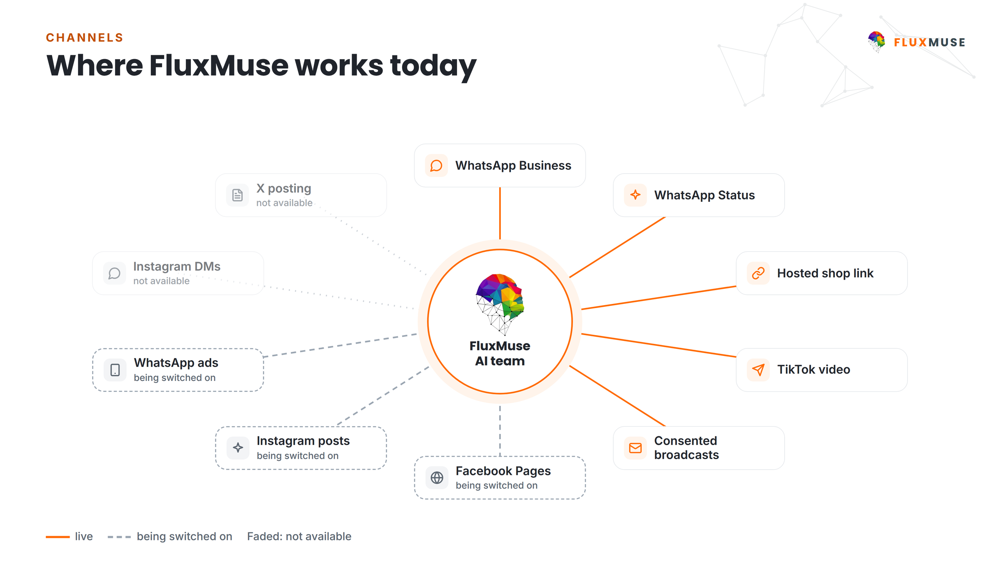 CHANNELS
Where FluxMuse works today
FLUXMUSE
WhatsApp Business
X posting
not available
WhatsApp Status
Instagram DMs
not available
Hosted shop link
FluxMuse
AI team
WhatsApp ads
being switched on
TikTok video
Instagram posts
being switched on
Consented
broadcasts
Facebook Pages
being switched on
live
being switched on
Faded: not available